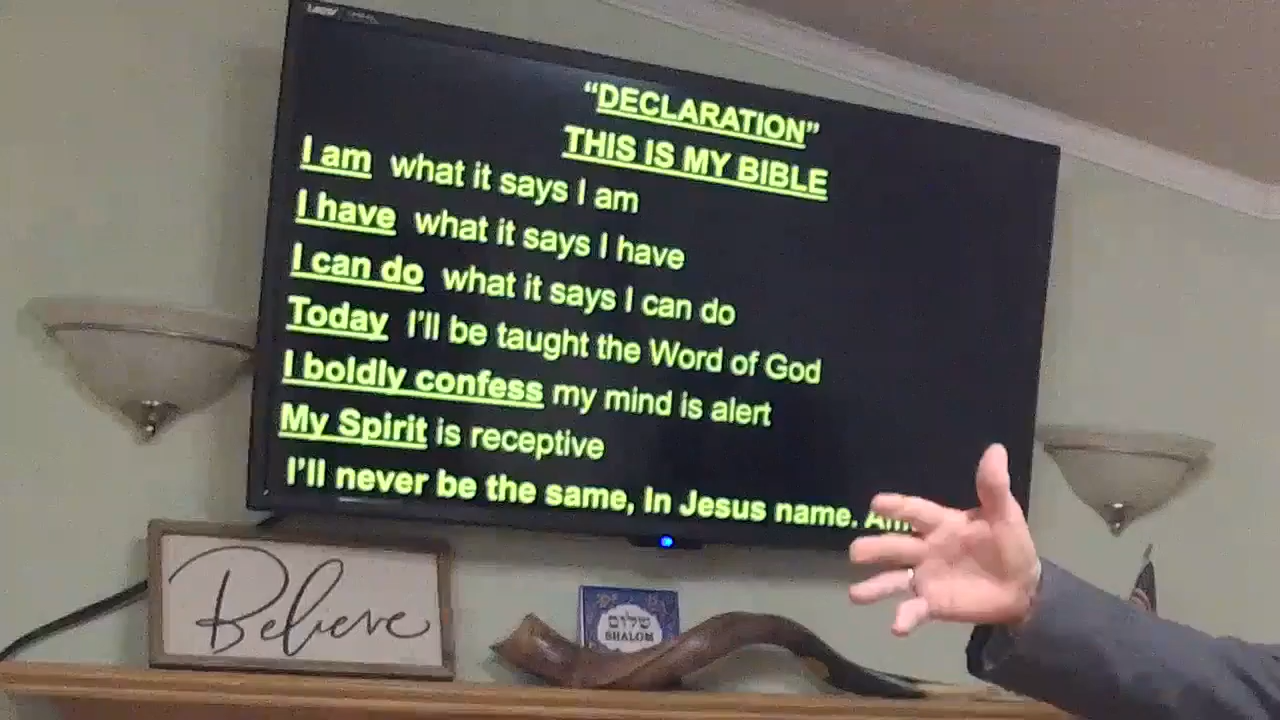 “DECLARATION”
THIS IS MY BIBLE
I am what it says I am
I have what it says I have
I can do what it says I can do
Today I’ll be taught the Word of God
I boldly confess my mind is alert
My Spirit is receptive
I’ll never be the same, In Jesus name.
Believe
שלום
SHALOM